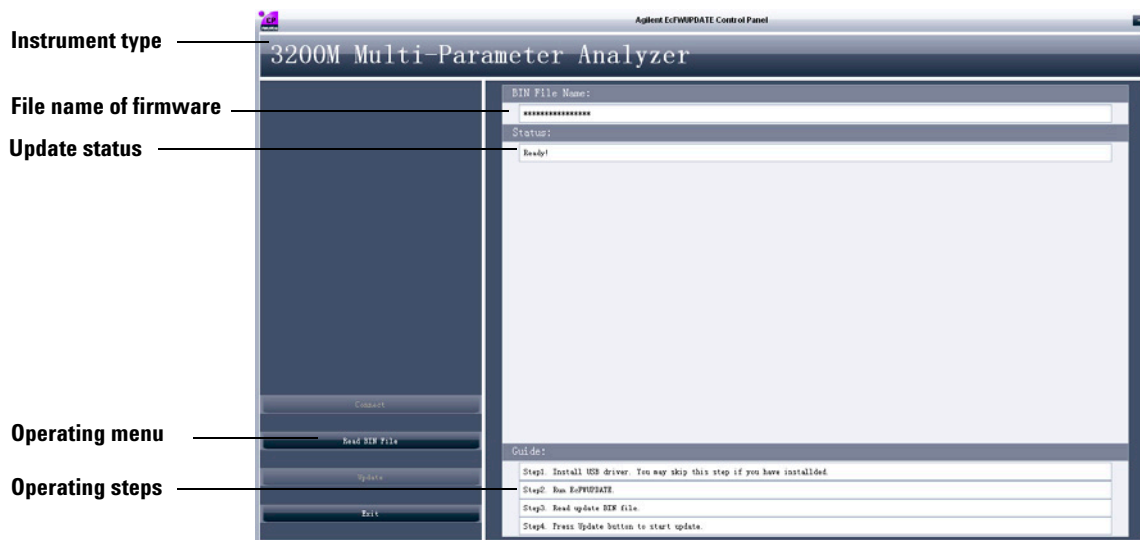 Agilent EcFWUPDATE Control Panel
Instrument type
3200M Multi-Parameter Analyzer
BIN File Name:
File name of firmware
****************
Status:
Update status
Ready!
Connect
Operating menu
Read BIN File
Guide:
Step1. Install USB driver. You may skip this step if you have installded.
Update
Operating steps
Step2. Run EcFWUPDATE.
Step3. Read update BIN file.
Exit
Step4. Press Update button to start update.